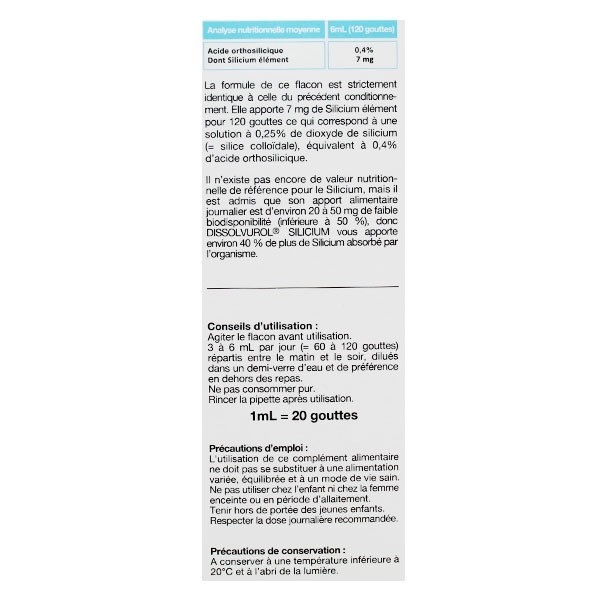 Analyse nutritionnelle moyenne 6mL (120 gouttes)
Acide orthosilicique 0,4%
Dont Silicium élément 7 mg
La formule de ce flacon est strictement
identique à celle du précédent conditionne-
ment. Elle apporte 7 mg de Silicium élément
pour 120 gouttes ce qui correspond à une
solution à 0,25% de dioxyde de silicium
(= silice colloïdale), équivalent à 0,4%
d'acide orthosilicique.
Il n'existe pas encore de valeur nutrition-
nelle de référence pour le Silicium, mais il
est admis que son apport alimentaire
journalier est d'environ 20 à 50 mg de faible
biodisponibilité (inférieure à 50 %), donc
DISSOLVUROL® SILICIUM vous apporte
environ 40 % de plus de Silicium absorbé par
l'organisme.
Conseils d'utilisation :
Agiter le flacon avant utilisation.
3 à 6 mL par jour (= 60 à 120 gouttes)
répartis entre le matin et le soir, dilués
dans un demi-verre d'eau et de préférence
en dehors des repas.
Ne pas consommer pur.
Rincer la pipette après utilisation.
1mL = 20 gouttes
Précautions d'emploi :
L'utilisation de ce complément alimentaire
ne doit pas se substituer à une alimentation
variée, équilibrée et à un mode de vie sain.
Ne pas utiliser chez l'enfant ni chez la femme
enceinte ou en période d'allaitement.
Tenir hors de portée des jeunes enfants.
Respecter la dose journalière recommandée.
Précautions de conservation :
A conserver à une température inférieure à
20°C et à l'abri de la lumière.